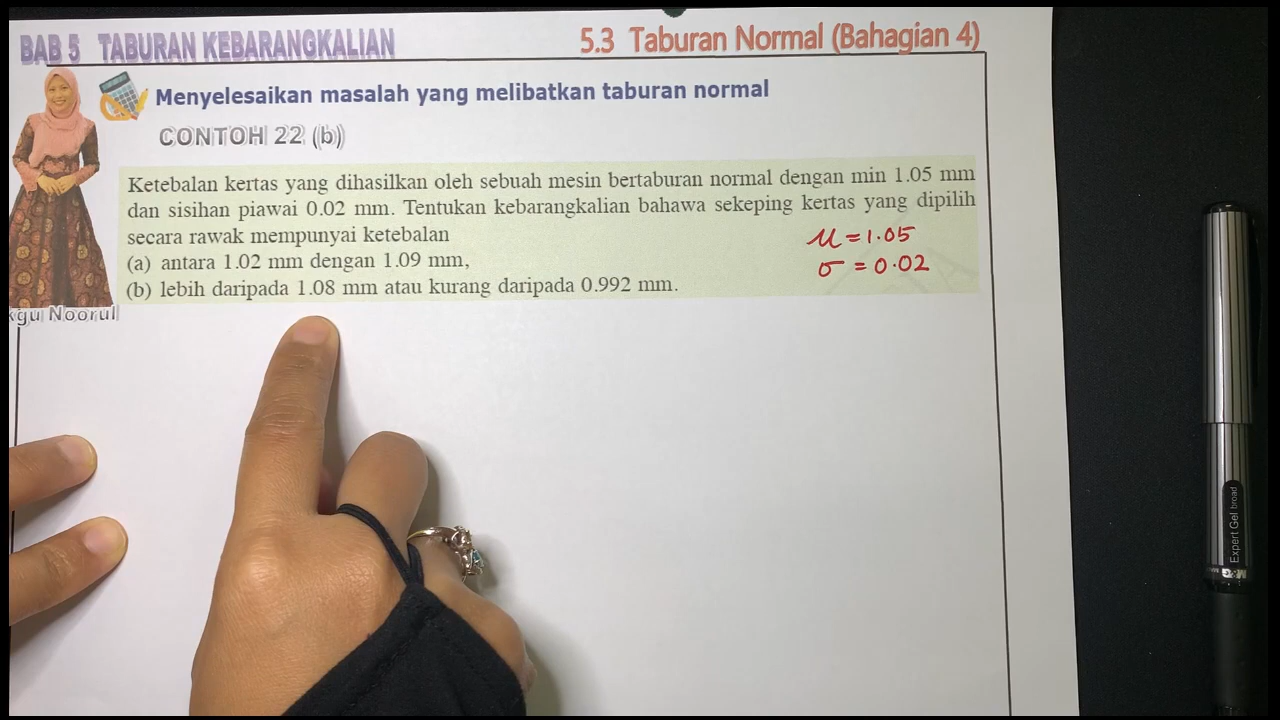 BAB 5 TABURAN KEBARANGKALIAN
5.3 Taburan Normal (Bahagian 4)
Menyelesaikan masalah yang melibatkan taburan normal
CONTOH 22 (b)
Ketebalan kertas yang dihasilkan oleh sebuah mesin bertaburan normal dengan min 1.05 mm
dan sisihan piawai 0.02 mm. Tentukan kebarangkalian bahawa sekeping kertas yang dipilih
secara rawak mempunyai ketebalan
(a) antara 1.02 mm dengan 1.09 mm,
(b) lebih daripada 1.08 mm atau kurang daripada 0.992 mm.
μ = 1.05
σ = 0.02
Noorul
Expert Gel broad